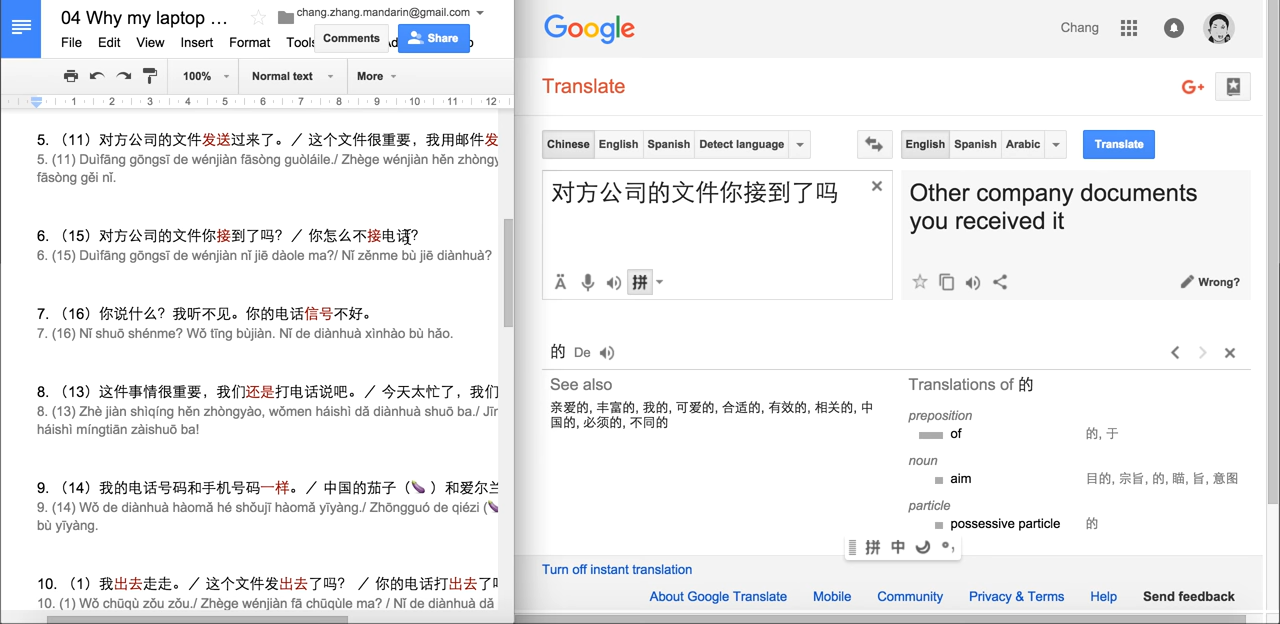 04 Why my laptop ...
chang.zhang.mandarin@gmail.com
File Edit View Insert Format Tools
Comments
Share
100% Normal text More
1 2 3 4 5 6 7 8 9 10 11 12
5. （11）对方公司的文件发送过来了。／ 这个文件很重要，我用邮件发
5. (11) Duìfāng gōngsī de wénjiàn fāsòng guòláile./ Zhège wénjiàn hěn zhòngy
fāsòng gěi nǐ.
6. （15）对方公司的文件你接到了吗？／ 你怎么不接电话?
6. (15) Duìfāng gōngsī de wénjiàn nǐ jiē dàole ma?/ Nǐ zěnme bù jiē diànhuà?
7. （16）你说什么？我听不见。你的电话信号不好。
7. (16) Nǐ shuō shénme? Wǒ tīng bùjiàn. Nǐ de diànhuà xìnhào bù hǎo.
8. （13）这件事情很重要，我们还是打电话说吧。／ 今天太忙了，我们
8. (13) Zhè jiàn shìqíng hěn zhòngyào, wǒmen háishì dǎ diànhuà shuō ba./ Jīn
háishì míngtiān zàishuō ba!
9. （14）我的电话号码和手机号码一样。／ 中国的茄子（🍆 ）和爱尔兰
9. (14) Wǒ de diànhuà hàomǎ hé shǒujī hàomǎ yīyàng./ Zhōngguó de qiézi (🍆
bù yīyàng.
10. （1）我出去走走。／ 这个文件发出去了吗？ ／ 你的电话打出去了吗
10. (1) Wǒ chūqù zǒu zǒu./ Zhège wénjiàn fā chūqùle ma? / Nǐ de diànhuà dǎ
Google
Chang
Translate
G+
Chinese English Spanish Detect language
English Spanish Arabic
Translate
对方公司的文件你接到了吗
Ä 拼
Other company documents
you received it
Wrong?
的 De
See also
亲爱的, 丰富的, 我的, 可爱的, 合适的, 有效的, 相关的, 中
国的, 必须的, 不同的
Translations of 的
preposition
of 的, 于
noun
aim 目的, 宗旨, 的, 瞄, 旨, 意图
particle
possessive particle 的
拼 中
Turn off instant translation
About Google Translate Mobile Community Privacy & Terms Help Send feedback